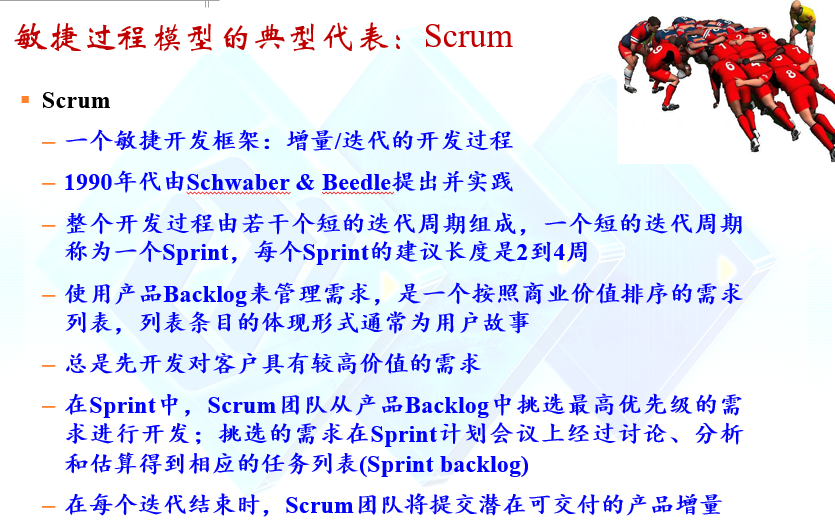 敏捷过程模型的典型代表：Scrum
Scrum
– 一个敏捷开发框架：增量/迭代的开发过程
– 1990年代由Schwaber & Beedle提出并实践
– 整个开发过程由若干个短的迭代周期组成，一个短的迭代周期
称为一个Sprint，每个Sprint的建议长度是2到4周
– 使用产品Backlog来管理需求，是一个按照商业价值排序的需求
列表，列表条目的体现形式通常为用户故事
– 总是先开发对客户具有较高价值的需求
– 在Sprint中，Scrum团队从产品Backlog中挑选最高优先级的需
求进行开发；挑选的需求在Sprint计划会议上经过讨论、分析
和估算得到相应的任务列表(Sprint backlog)
– 在每个迭代结束时，Scrum团队将提交潜在可交付的产品增量